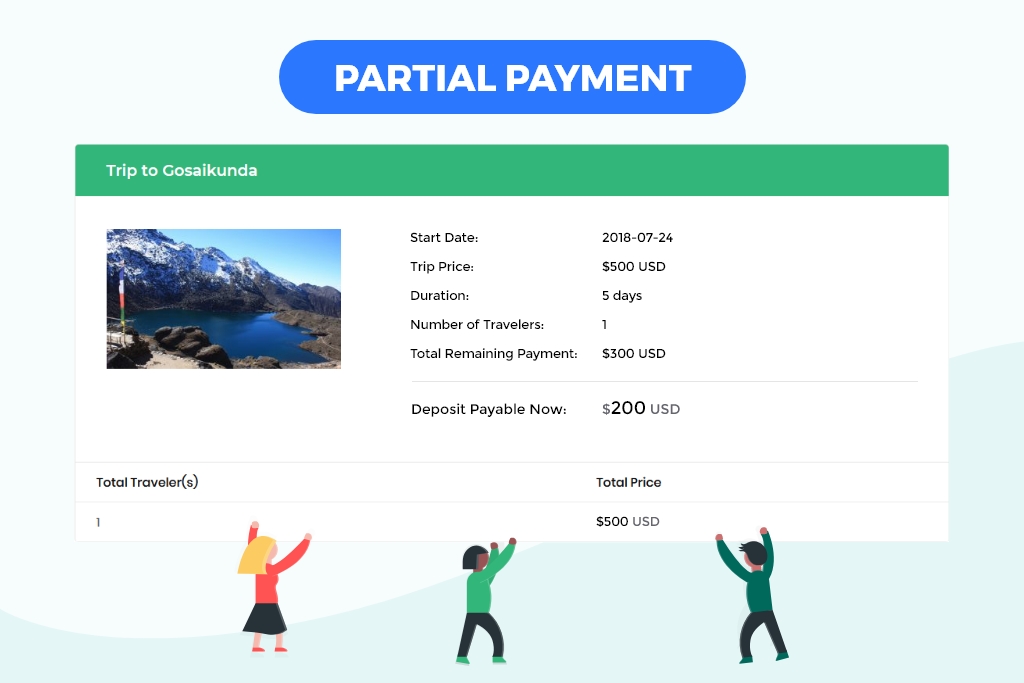 PARTIAL PAYMENT
Trip to Gosaikunda
Start Date: 2018-07-24
Trip Price: $500 USD
Duration: 5 days
Number of Travelers: 1
Total Remaining Payment: $300 USD
Deposit Payable Now: $200 USD
Total Traveler(s) Total Price
1 $500 USD